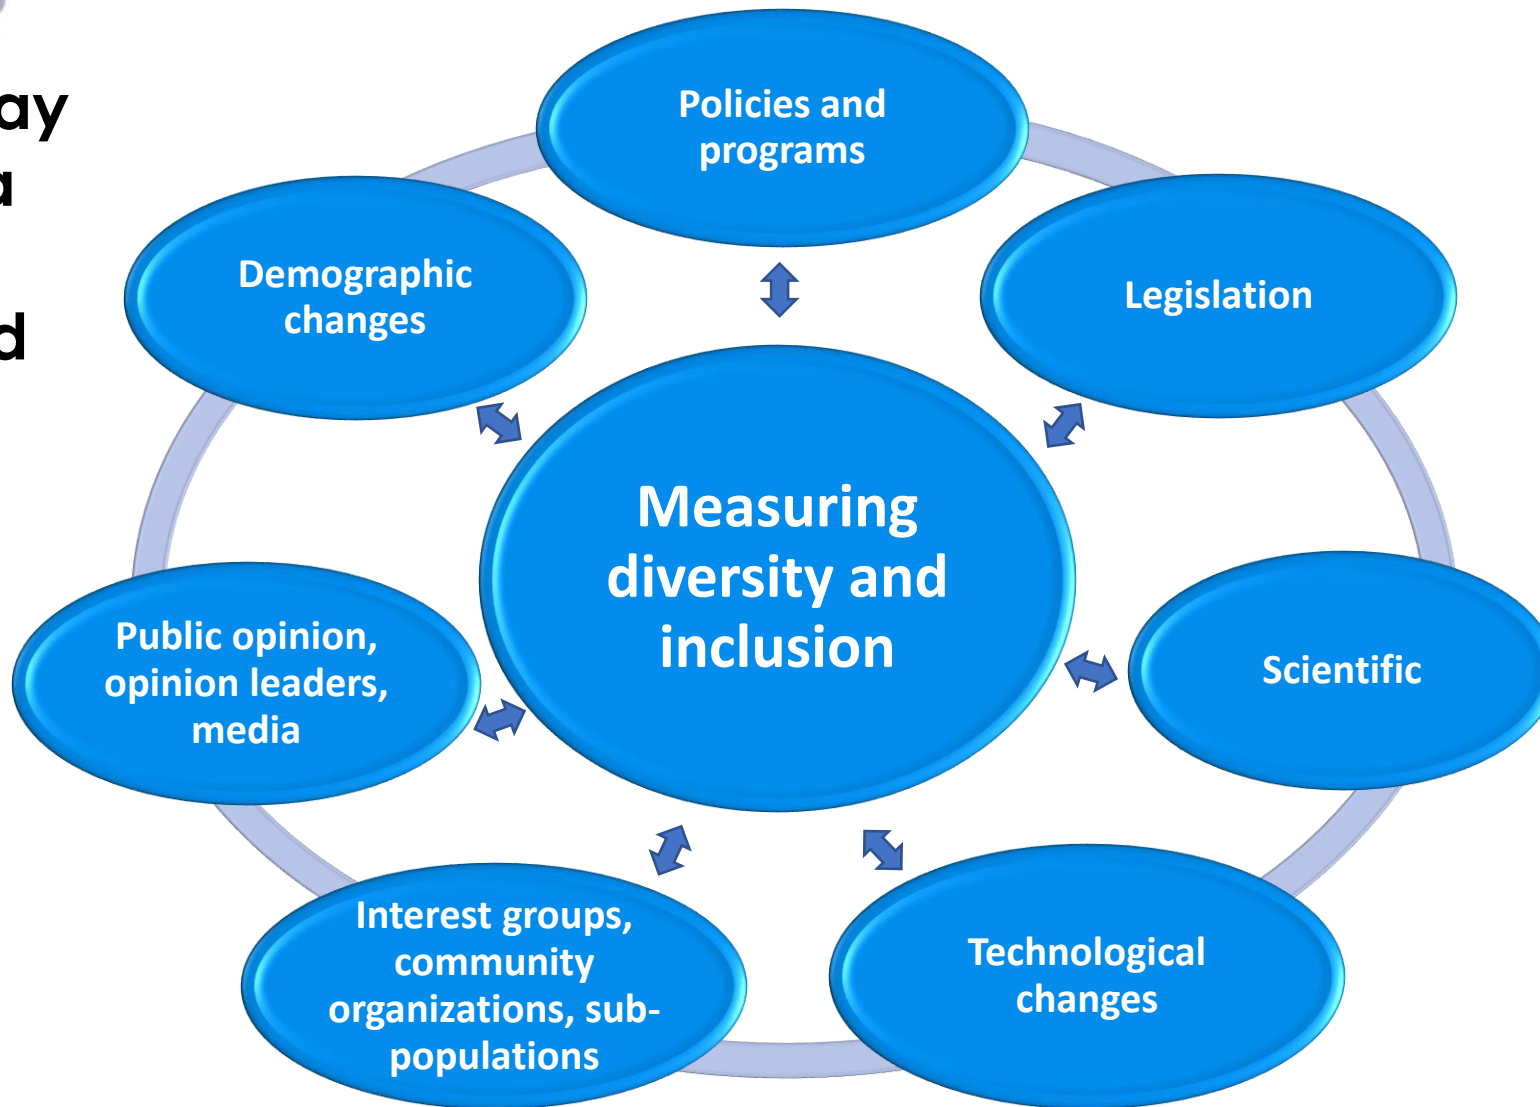 Policies and
programs
Legislation
Scientific
Technological
changes
Interest groups,
community
organizations, sub-
populations
Public opinion,
opinion leaders,
media
Demographic
changes
Measuring
diversity and
inclusion